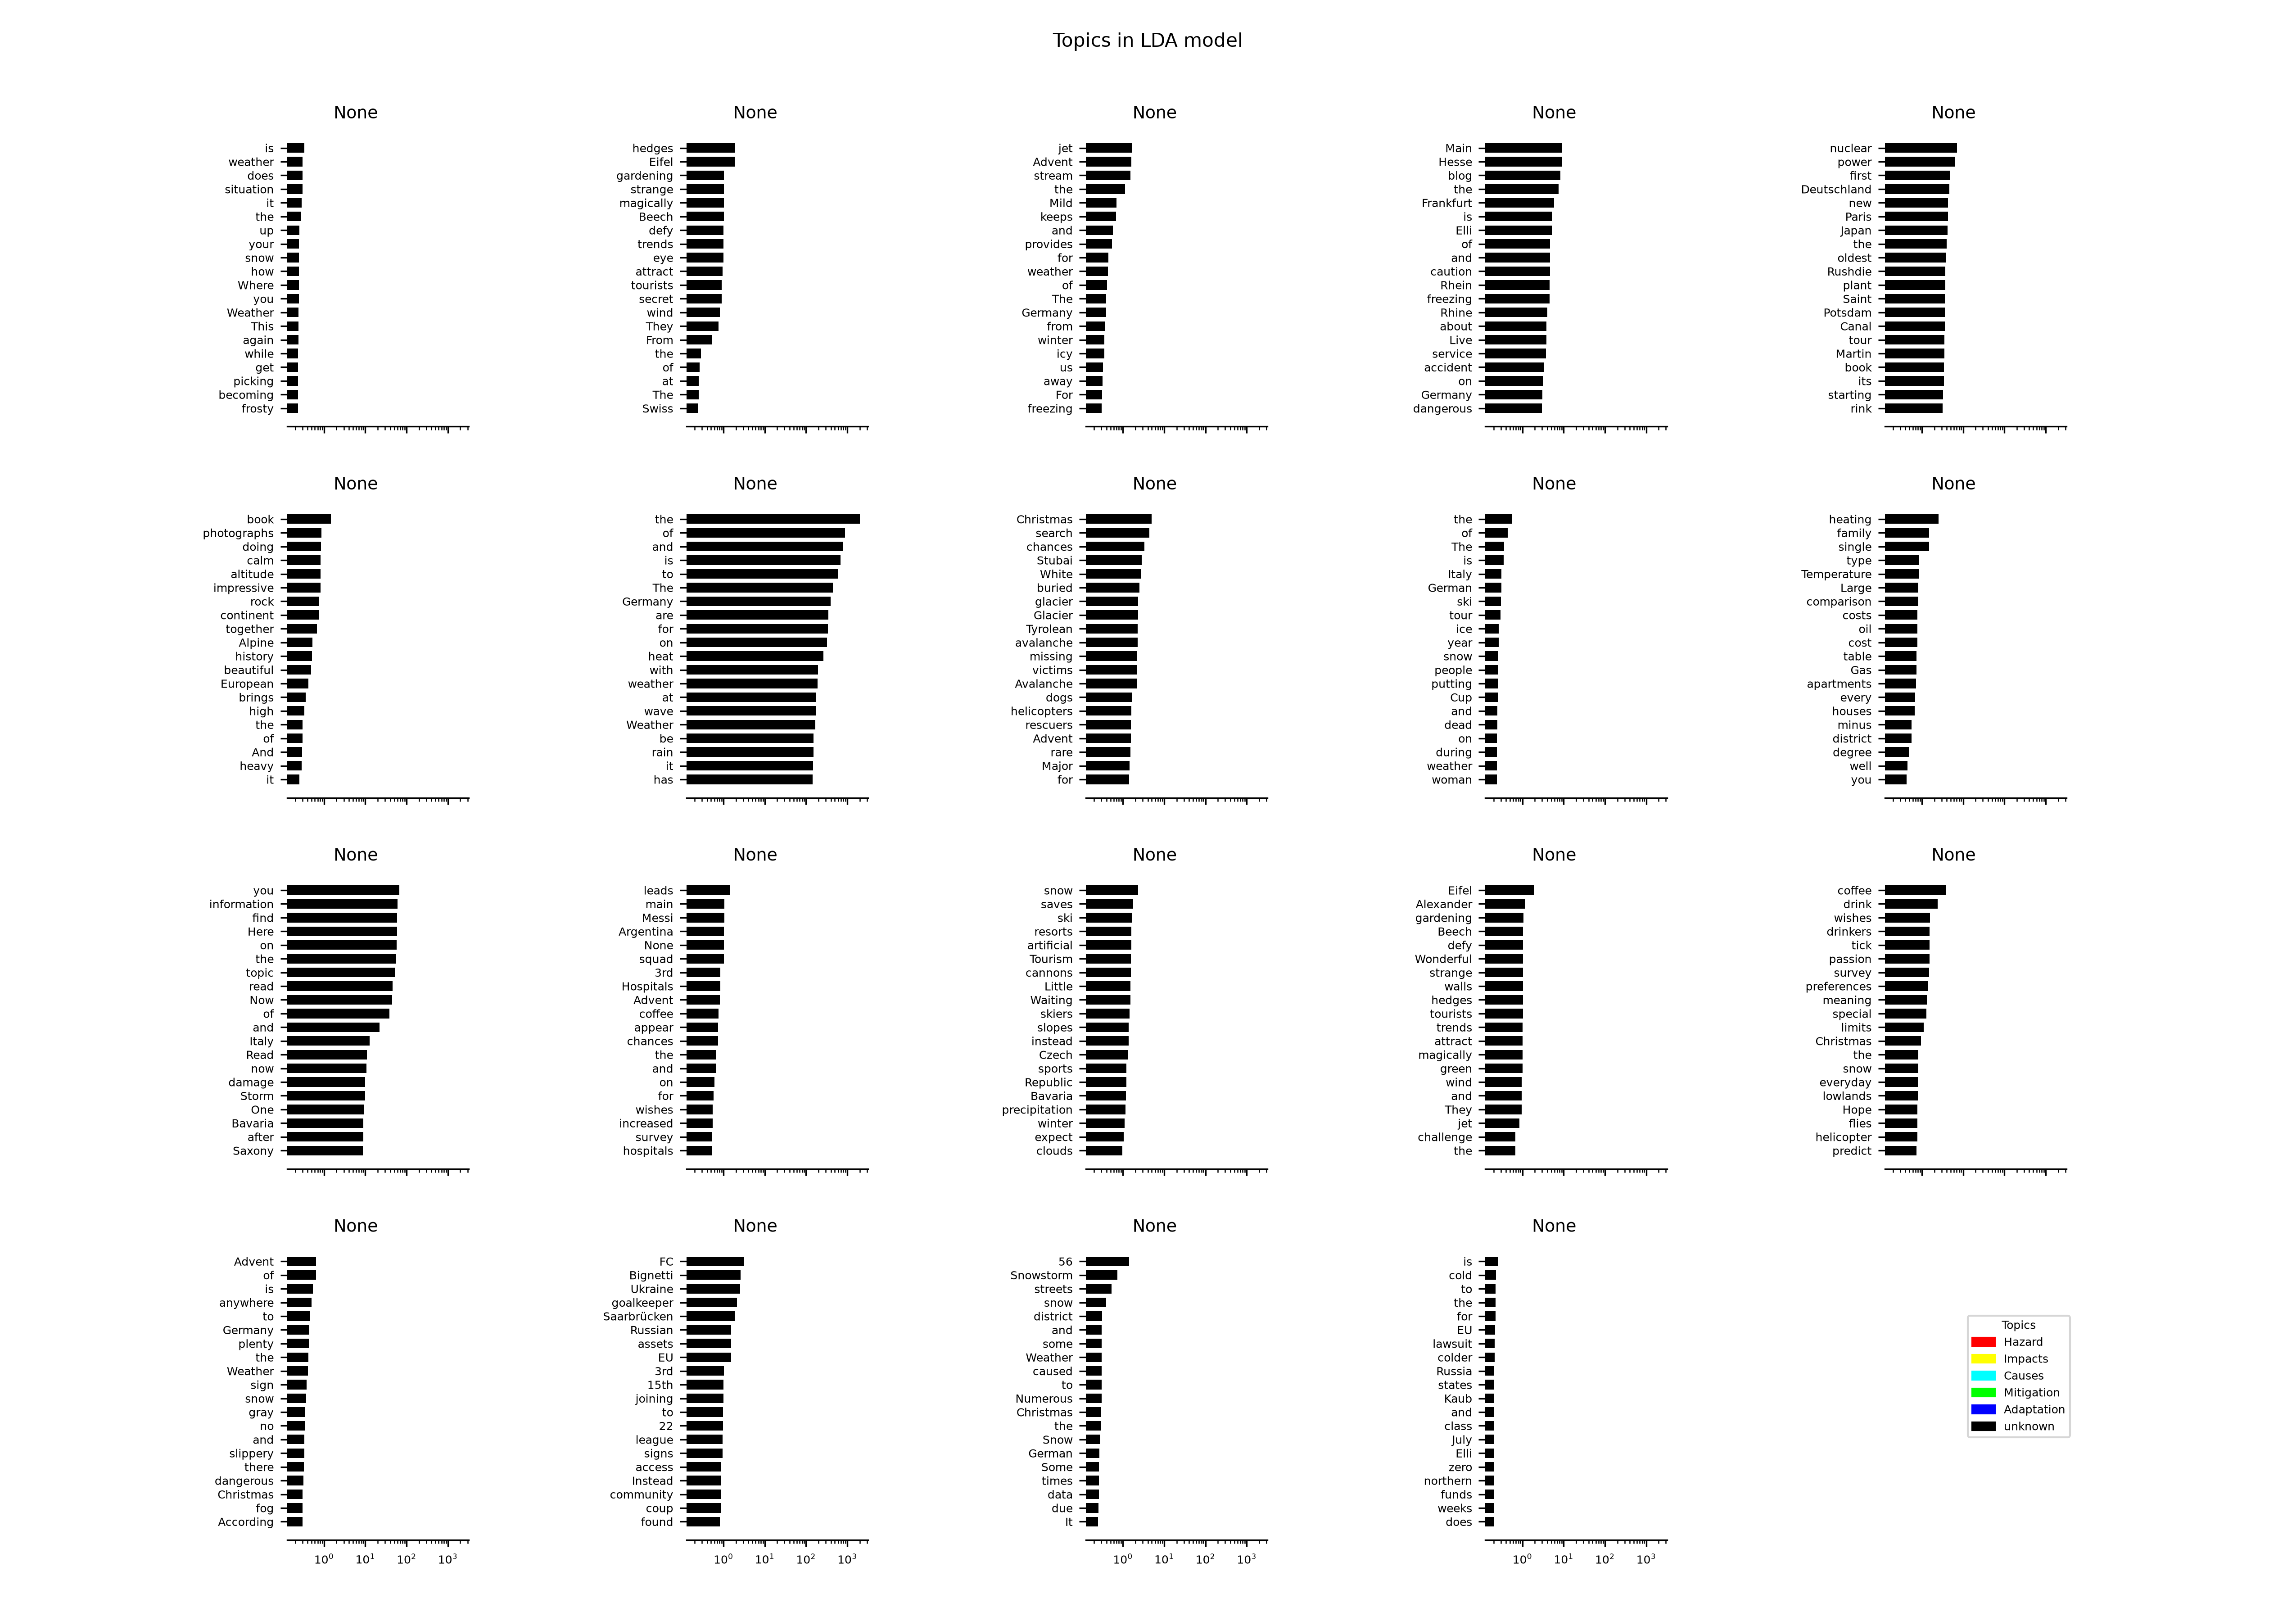 Topics in LDA model
None
is
weather
does
situation
it
the
up
your
snow
how
Where
you
Weather
This
again
while
get
picking
becoming
frosty
None
hedges
Eifel
gardening
strange
magically
Beech
defy
trends
eye
attract
tourists
secret
wind
They
From
the
of
at
The
Swiss
None
jet
Advent
stream
the
Mild
keeps
and
provides
for
weather
of
The
Germany
from
winter
icy
us
away
For
freezing
None
Main
Hesse
blog
the
Frankfurt
is
Elli
of
and
caution
Rhein
freezing
Rhine
about
Live
service
accident
on
Germany
dangerous
None
nuclear
power
first
Deutschland
new
Paris
Japan
the
oldest
Rushdie
plant
Saint
Potsdam
Canal
tour
Martin
book
its
starting
rink
None
book
photographs
doing
calm
altitude
impressive
rock
continent
together
Alpine
history
beautiful
European
brings
high
the
of
And
heavy
it
None
the
of
and
is
to
The
Germany
are
for
on
heat
with
weather
at
wave
Weather
be
rain
it
has
None
Christmas
search
chances
Stubai
White
buried
glacier
Glacier
Tyrolean
avalanche
missing
victims
Avalanche
dogs
helicopters
rescuers
Advent
rare
Major
for
None
the
of
The
is
Italy
German
ski
tour
ice
year
snow
people
putting
Cup
and
dead
on
during
weather
woman
None
heating
family
single
type
Temperature
Large
comparison
costs
oil
cost
table
Gas
apartments
every
houses
minus
district
degree
well
you
None
you
information
find
Here
on
the
topic
read
Now
of
and
Italy
Read
now
damage
Storm
One
Bavaria
after
Saxony
None
leads
main
Messi
Argentina
None
squad
3rd
Hospitals
Advent
coffee
appear
chances
the
and
on
for
wishes
increased
survey
hospitals
None
snow
saves
ski
resorts
artificial
Tourism
cannons
Little
Waiting
skiers
slopes
instead
Czech
sports
Republic
Bavaria
precipitation
winter
expect
clouds
None
Eifel
Alexander
gardening
Beech
defy
Wonderful
strange
walls
hedges
tourists
trends
attract
magically
green
wind
and
They
jet
challenge
the
None
coffee
drink
wishes
drinkers
tick
passion
survey
preferences
meaning
special
limits
Christmas
the
snow
everyday
lowlands
Hope
flies
helicopter
predict
None
Advent
of
is
anywhere
to
Germany
plenty
the
Weather
sign
snow
gray
no
and
slippery
there
dangerous
Christmas
fog
According
10⁰ 10¹ 10² 10³
None
FC
Bignetti
Ukraine
goalkeeper
Saarbrücken
Russian
assets
EU
3rd
15th
joining
to
22
league
signs
access
Instead
community
coup
found
10⁰ 10¹ 10² 10³
None
56
Snowstorm
streets
snow
district
and
some
Weather
caused
to
Numerous
Christmas
the
Snow
German
Some
times
data
due
It
10⁰ 10¹ 10² 10³
None
is
cold
to
the
for
EU
lawsuit
colder
Russia
states
Kaub
and
class
July
Elli
zero
northern
funds
weeks
does
10⁰ 10¹ 10² 10³
Topics
Hazard
Impacts
Causes
Mitigation
Adaptation
unknown